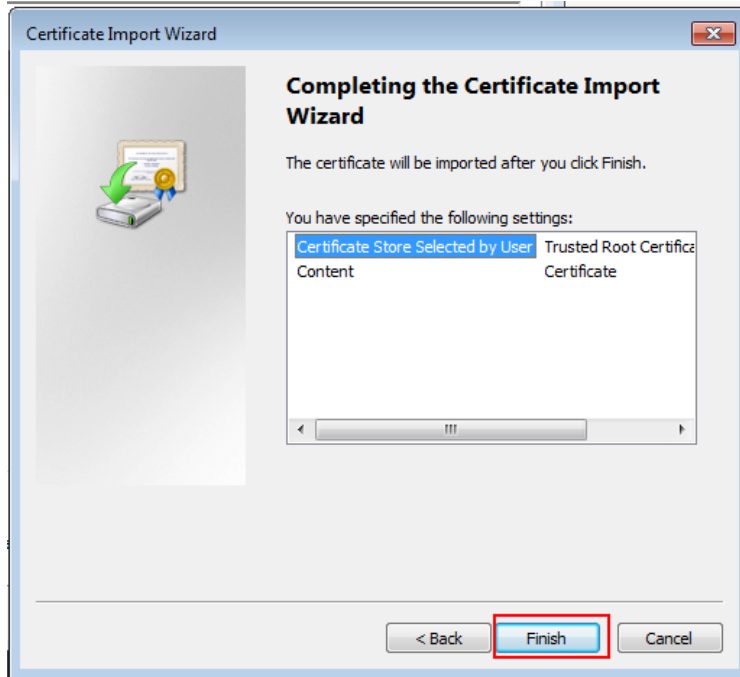 Certificate Import Wizard
Completing the Certificate Import
Wizard
The certificate will be imported after you click Finish.
You have specified the following settings:
Certificate Store Selected by User Trusted Root Certifica
Content Certificate
< Back Finish Cancel